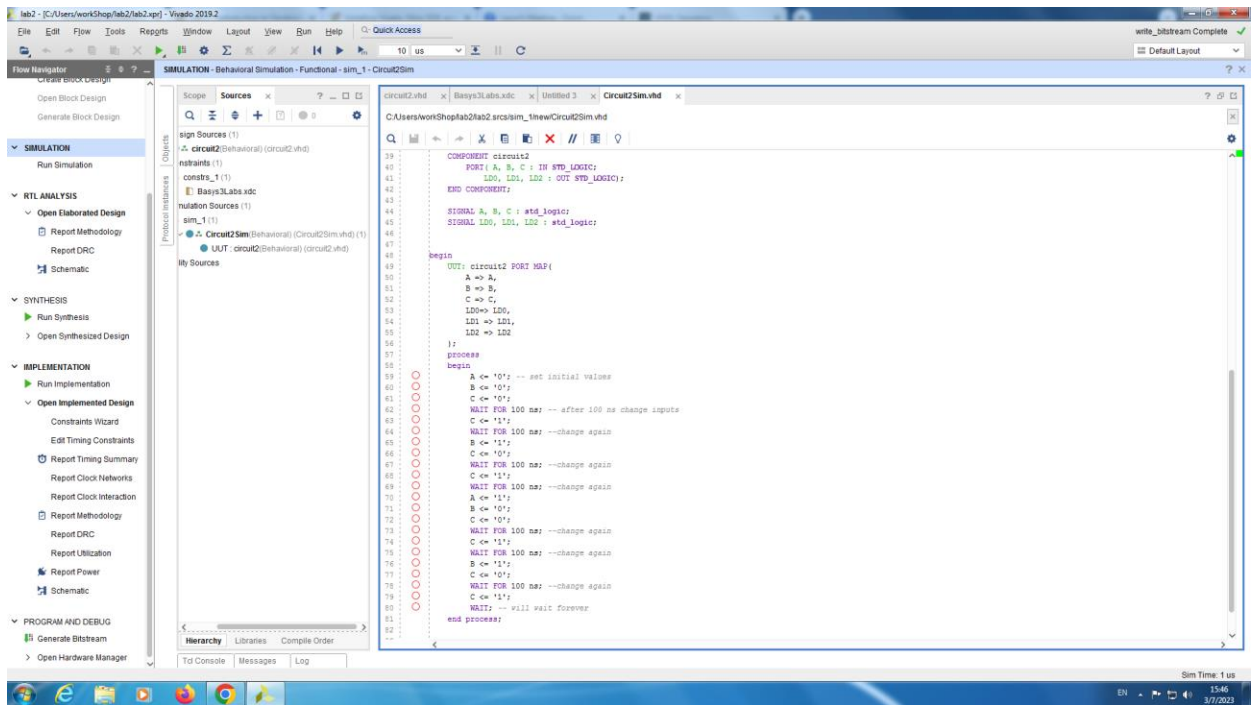 lab2 - [C:/Users/workShop/lab2/lab2.xpr] - Vivado 2019.2
File Edit Flow Tools Reports Window Layout View Run Help Quick Access
write_bitstream Complete
10 us
Default Layout
Flow Navigator
SIMULATION - Behavioral Simulation - Functional - sim_1 - Circuit2Sim
Create Block Design
Open Block Design
Generate Block Design
SIMULATION
Run Simulation
RTL ANALYSIS
Open Elaborated Design
Report Methodology
Report DRC
Schematic
SYNTHESIS
Run Synthesis
Open Synthesized Design
IMPLEMENTATION
Run Implementation
Open Implemented Design
Constraints Wizard
Edit Timing Constraints
Report Timing Summary
Report Clock Networks
Report Clock Interaction
Report Methodology
Report DRC
Report Utilization
Report Power
Schematic
PROGRAM AND DEBUG
Generate Bitstream
Open Hardware Manager
Objects
Protocol Instances
Scope Sources
0
sign Sources (1)
circuit2(Behavioral) (circuit2.vhd)
nstraints (1)
constrs_1 (1)
Basys3Labs.xdc
mulation Sources (1)
sim_1 (1)
Circuit2Sim(Behavioral) (Circuit2Sim.vhd) (1)
UUT : circuit2(Behavioral) (circuit2.vhd)
lity Sources
Hierarchy Libraries Compile Order
Tcl Console Messages Log
circuit2.vhd Basys3Labs.xdc Untitled 3 Circuit2Sim.vhd
C:/Users/workShop/lab2/lab2.srcs/sim_1/new/Circuit2Sim.vhd
39 COMPONENT circuit2
40 PORT( A, B, C : IN STD_LOGIC;
41 LD0, LD1, LD2 : OUT STD_LOGIC);
42 END COMPONENT;
43
44 SIGNAL A, B, C : std_logic;
45 SIGNAL LD0, LD1, LD2 : std_logic;
46
47
48 begin
49 UUT: circuit2 PORT MAP(
50 A => A,
51 B => B,
52 C => C,
53 LD0=> LD0,
54 LD1 => LD1,
55 LD2 => LD2
56 );
57 process
58 begin
59 A <= '0'; -- set initial values
60 B <= '0';
61 C <= '0';
62 WAIT FOR 100 ns; -- after 100 ns change inputs
63 C <= '1';
64 WAIT FOR 100 ns; --change again
65 B <= '1';
66 C <= '0';
67 WAIT FOR 100 ns; --change again
68 C <= '1';
69 WAIT FOR 100 ns; --change again
70 A <= '1';
71 B <= '0';
72 C <= '0';
73 WAIT FOR 100 ns; --change again
74 C <= '1';
75 WAIT FOR 100 ns; --change again
76 B <= '1';
77 C <= '0';
78 WAIT FOR 100 ns; --change again
79 C <= '1';
80 WAIT; -- will wait forever
81 end process;
82
Sim Time: 1 us
EN
15:46
3/7/2023